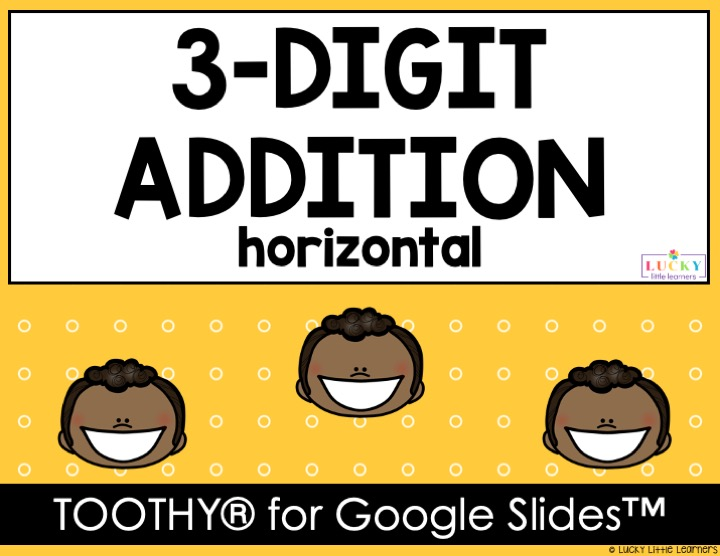 3-DIGIT
ADDITION
horizontal
LUCKY
little learners
TOOTHY® for Google Slides™
© Lucky Little Learners